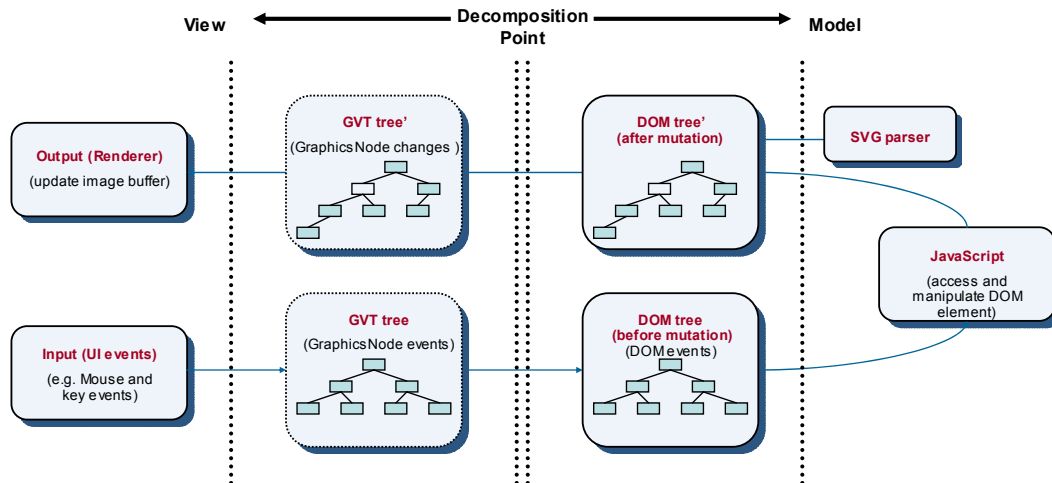 View
Decomposition
Point
Model
GVT tree’
(GraphicsNode changes )
DOM tree’
(after mutation)
SVG parser
Output (Renderer)
(update image buffer)
JavaScript
(access and
manipulate DOM
element)
GVT tree
(GraphicsNode events)
DOM tree
(before mutation)
(DOM events)
Input (UI events)
(e.g. Mouse and
key events)